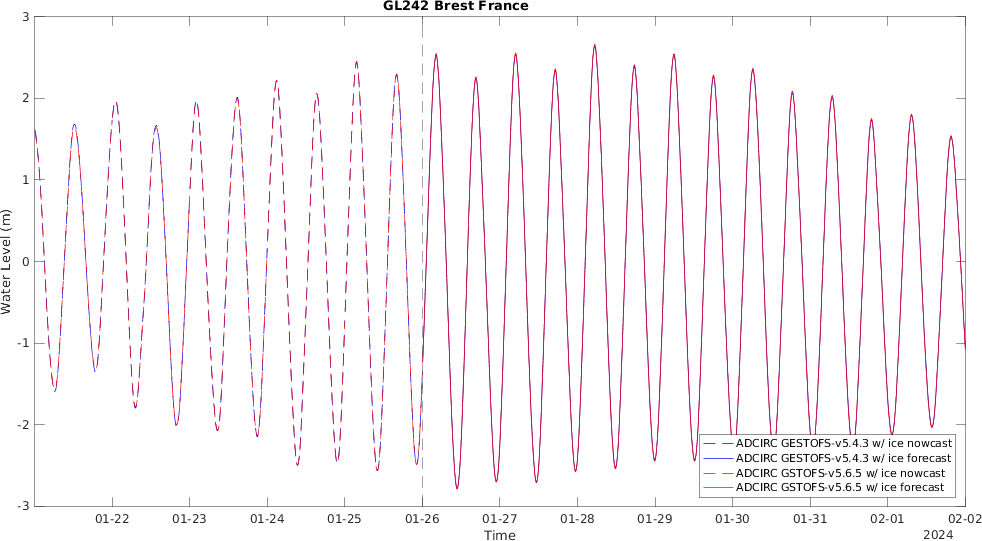 GL242 Brest France
3
2
1
0
-1
-2
-3
Water Level (m)
ADCIRC GESTOFS-v5.4.3 w/ ice nowcast
ADCIRC GESTOFS-v5.4.3 w/ ice forecast
ADCIRC GSTOFS-v5.6.5 w/ ice nowcast
ADCIRC GSTOFS-v5.6.5 w/ ice forecast
01-22 01-23 01-24 01-25 01-26 01-27 01-28 01-29 01-30 01-31 02-01 02-02
Time
2024